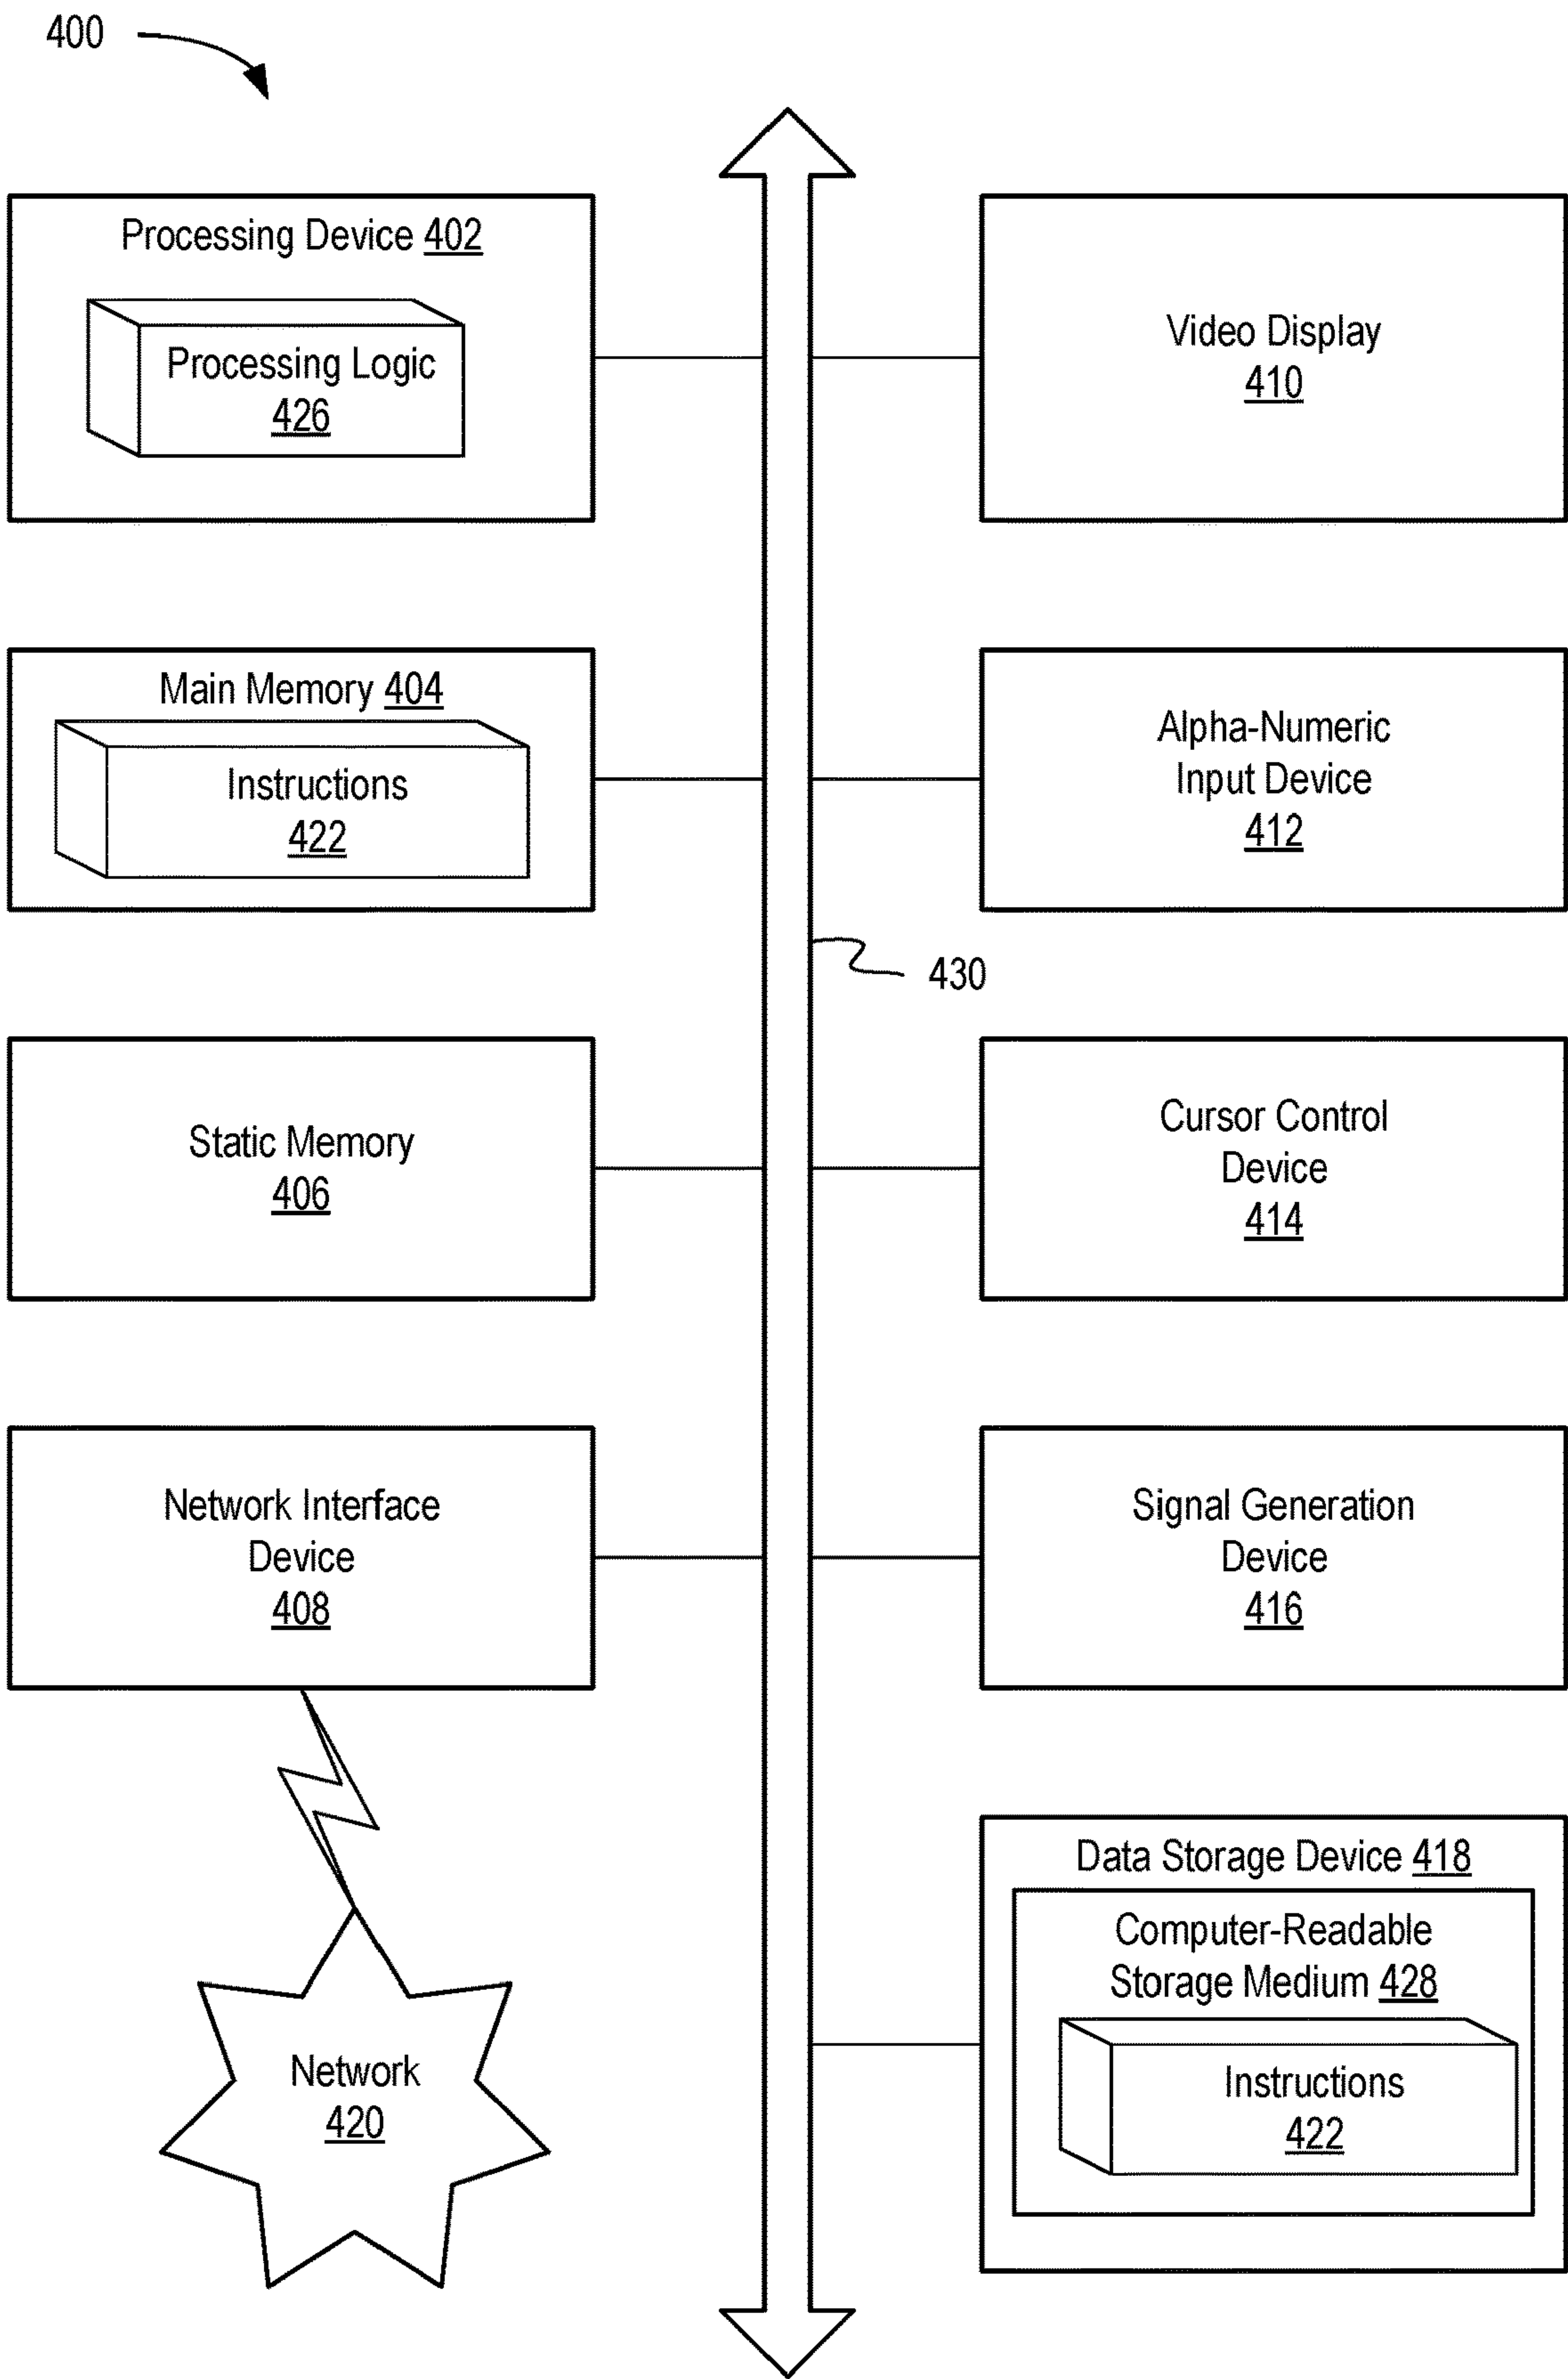 400
Processing Device 402
Processing Logic
426
Video Display
410
Main Memory 404
Instructions
422
Alpha-Numeric
Input Device
412
430
Static Memory
406
Cursor Control
Device
414
Network Interface
Device
408
Signal Generation
Device
416
Data Storage Device 418
Computer-Readable
Storage Medium 428
Instructions
422
Network
420